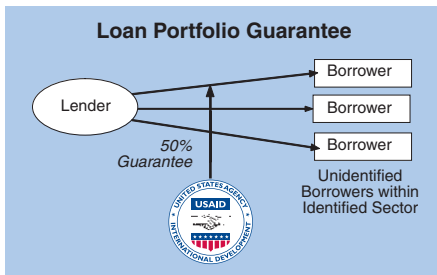 Loan Portfolio Guarantee
Lender
Borrower
Borrower
Borrower
50%
Guarantee
Unidentified
Borrowers within
Identified Sector
UNITED STATES AGENCY
USAID
INTERNATIONAL DEVELOPMENT